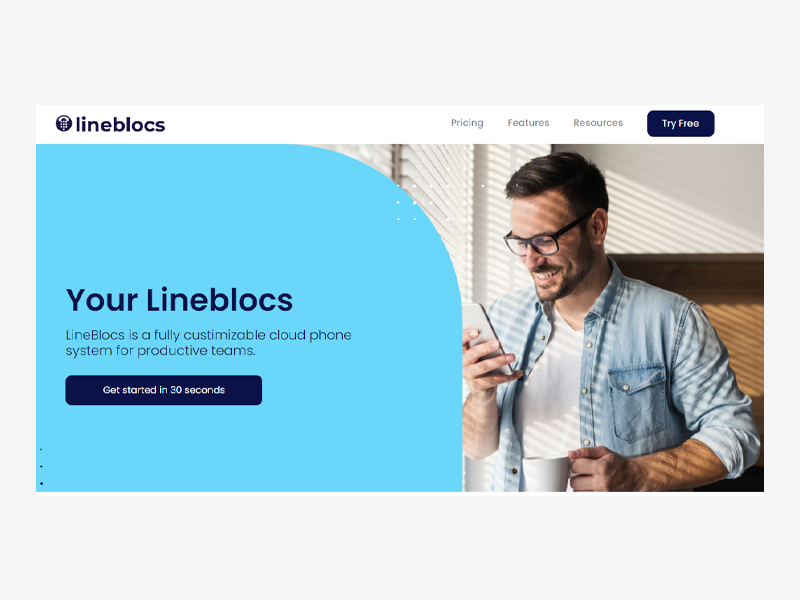 lineblocs
Pricing Features Resources Try Free
Your Lineblocs
LineBlocs is a fully custimizable cloud phone
system for productive teams.
Get started in 30 seconds